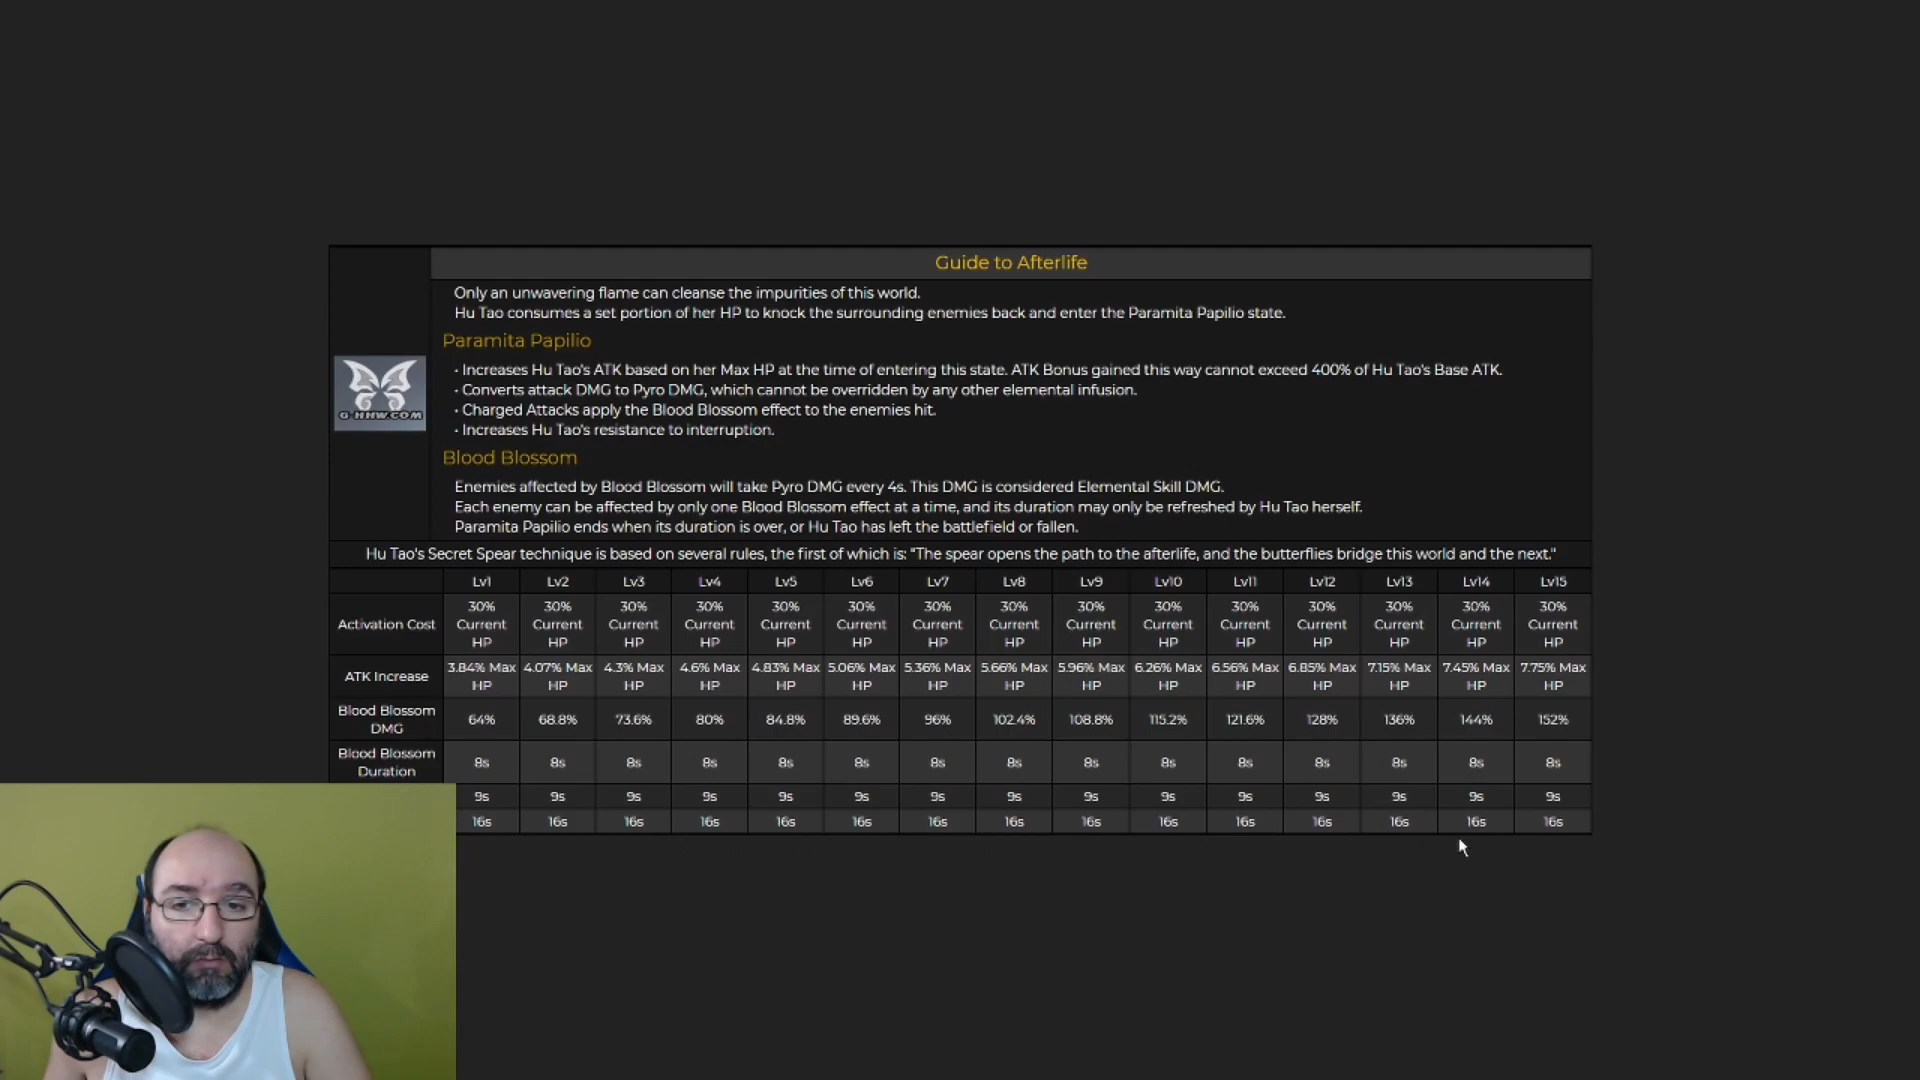 Guide to Afterlife
Only an unwavering flame can cleanse the impurities of this world.
Hu Tao consumes a set portion of her HP to knock the surrounding enemies back and enter the Paramita Papilio state.
Paramita Papilio
• Increases Hu Tao's ATK based on her Max HP at the time of entering this state. ATK Bonus gained this way cannot exceed 400% of Hu Tao's Base ATK.
• Converts attack DMG to Pyro DMG, which cannot be overridden by any other elemental infusion.
• Charged Attacks apply the Blood Blossom effect to the enemies hit.
• Increases Hu Tao's resistance to interruption.
G-HHW.COM
Blood Blossom
Enemies affected by Blood Blossom will take Pyro DMG every 4s. This DMG is considered Elemental Skill DMG.
Each enemy can be affected by only one Blood Blossom effect at a time, and its duration may only be refreshed by Hu Tao herself.
Paramita Papilio ends when its duration is over, or Hu Tao has left the battlefield or fallen.
Hu Tao's Secret Spear technique is based on several rules, the first of which is: "The spear opens the path to the afterlife, and the butterflies bridge this world and the next."
Lv1 Lv2 Lv3 Lv4 Lv5 Lv6 Lv7 Lv8 Lv9 Lv10 Lv11 Lv12 Lv13 Lv14 Lv15
30% 30% 30% 30% 30% 30% 30% 30% 30% 30% 30% 30% 30% 30% 30%
Activation Cost Current Current Current Current Current Current Current Current Current Current Current Current Current Current Current
HP HP HP HP HP HP HP HP HP HP HP HP HP HP HP
ATK Increase 3.84% Max 4.07% Max 4.3% Max 4.6% Max 4.83% Max 5.06% Max 5.36% Max 5.66% Max 5.96% Max 6.26% Max 6.56% Max 6.85% Max 7.15% Max 7.45% Max 7.75% Max
HP HP HP HP HP HP HP HP HP HP HP HP HP HP HP
Blood Blossom
DMG 64% 68.8% 73.6% 80% 84.8% 89.6% 96% 102.4% 108.8% 115.2% 121.6% 128% 136% 144% 152%
Blood Blossom
Duration 8s 8s 8s 8s 8s 8s 8s 8s 8s 8s 8s 8s 8s 8s 8s
9s 9s 9s 9s 9s 9s 9s 9s 9s 9s 9s 9s 9s 9s 9s
16s 16s 16s 16s 16s 16s 16s 16s 16s 16s 16s 16s 16s 16s 16s